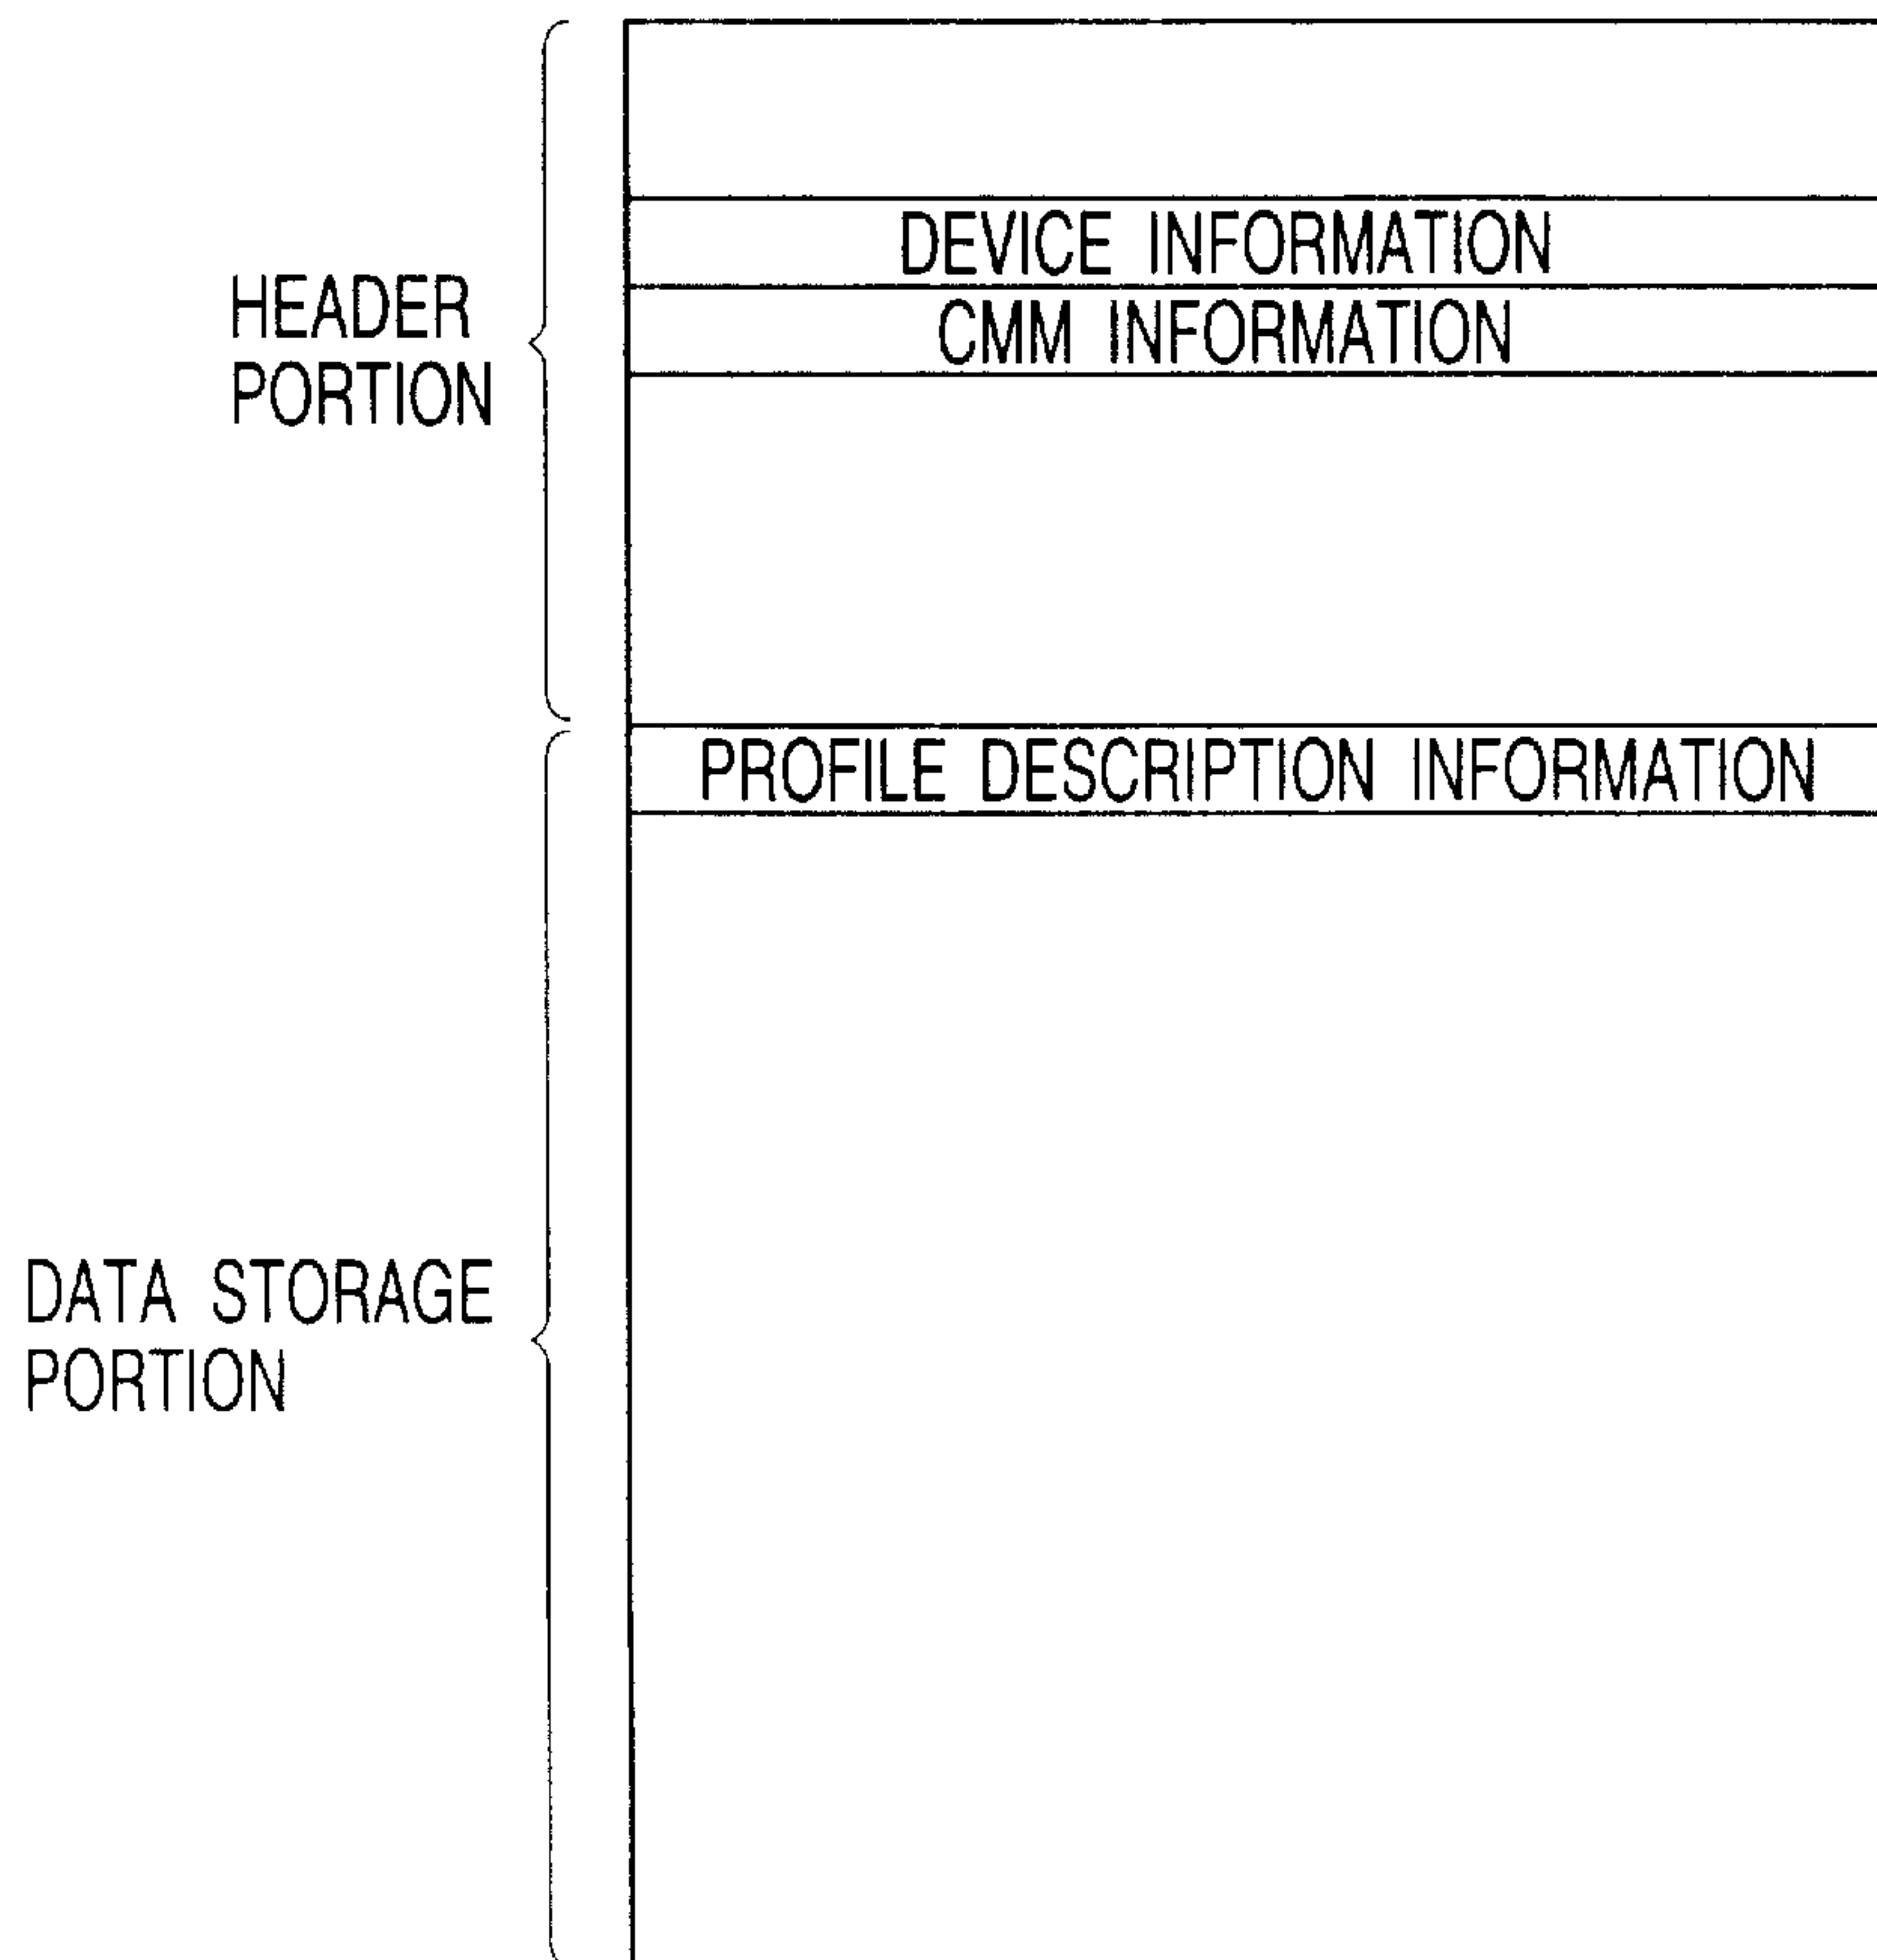 DEVICE INFORMATION
CMM INFORMATION
HEADER
PORTION
PROFILE DESCRIPTION INFORMATION
DATA STORAGE
PORTION